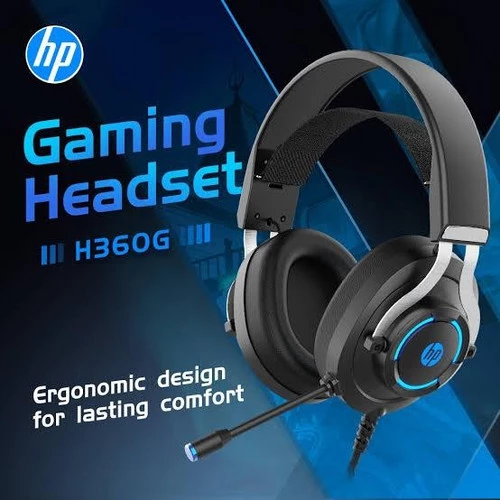 hp
Gaming
Headset
H360G
hp
Ergonomic design
for lasting comfort